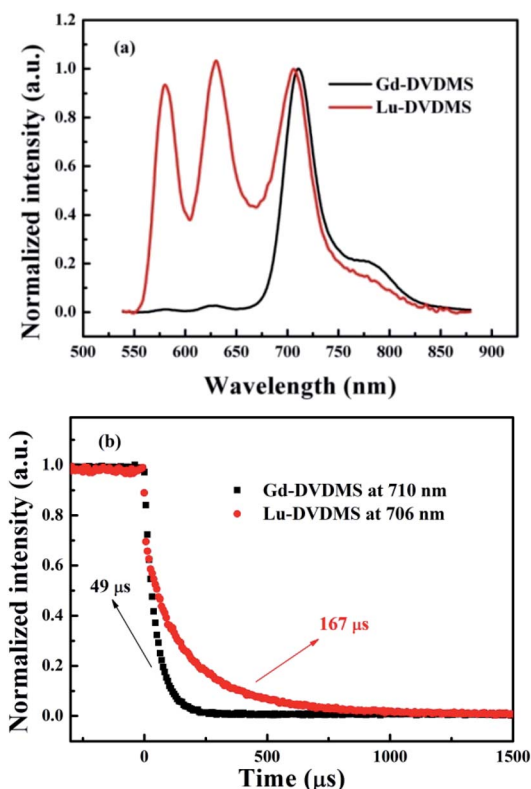 (a)
Gd-DVDMS
Lu-DVDMS
Normalized intensity (a.u.)
1.0
0.8
0.6
0.4
0.2
0.0
500 550 600 650 700 750 800 850 900
Wavelength (nm)
(b)
Gd-DVDMS at 710 nm
Lu-DVDMS at 706 nm
Normalized intensity (a.u.)
1.0
0.8
0.6
0.4
0.2
0.0
49 μs
167 μs
0 500 1000 1500
Time (μs)